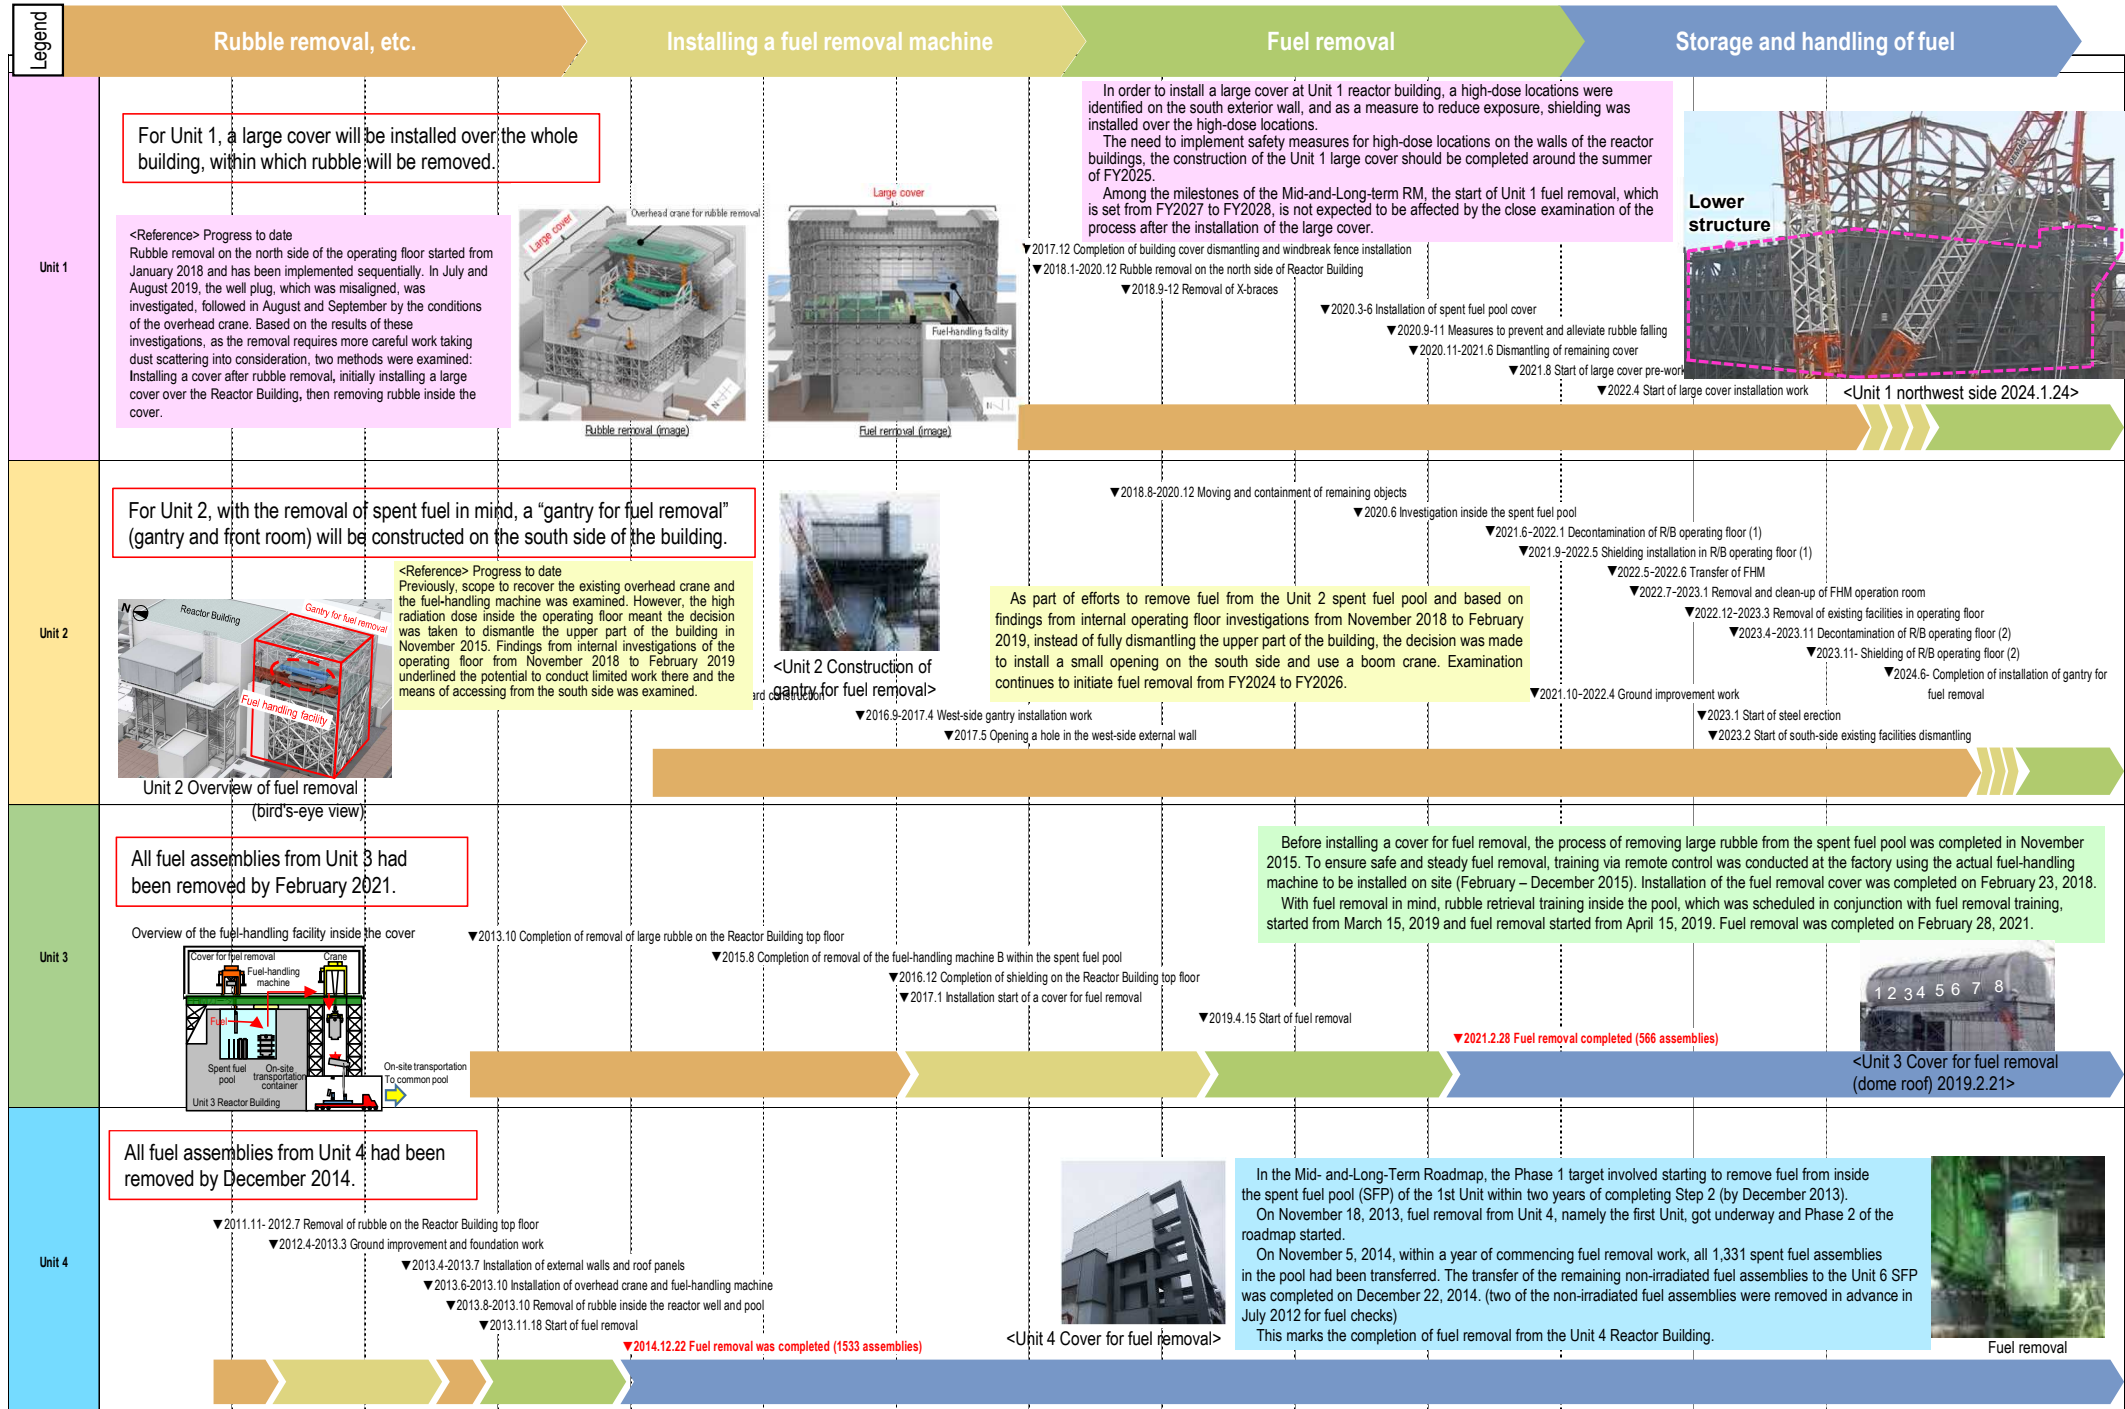 Legend
Rubble removal, etc.
Installing a fuel removal machine
Fuel removal
Storage and handling of fuel
Unit 1
For Unit 1, a large cover will be installed over the whole
building, within which rubble will be removed.
<Reference> Progress to date
Rubble removal on the north side of the operating floor started from
January 2018 and has been implemented sequentially. In July and
August 2019, the well plug, which was misaligned, was
investigated, followed in August and September by the conditions
of the overhead crane. Based on the results of these
investigations, as the removal requires more careful work taking
dust scattering into consideration, two methods were examined:
Installing a cover after rubble removal, initially installing a large
cover over the Reactor Building, then removing rubble inside the
cover.
Large cover
Overhead crane for rubble removal
N
Rubble removal (image)
Large cover
Fuel-handling facility
N
Fuel removal (image)
In order to install a large cover at Unit 1 reactor building, a high-dose locations were
identified on the south exterior wall, and as a measure to reduce exposure, shielding was
installed over the high-dose locations.
The need to implement safety measures for high-dose locations on the walls of the reactor
buildings, the construction of the Unit 1 large cover should be completed around the summer
of FY2025.
Among the milestones of the Mid-and-Long-term RM, the start of Unit 1 fuel removal, which
is set from FY2027 to FY2028, is not expected to be affected by the close examination of the
process after the installation of the large cover.
▼2017.12 Completion of building cover dismantling and windbreak fence installation
▼2018.1-2020.12 Rubble removal on the north side of Reactor Building
▼2018.9-12 Removal of X-braces
▼2020.3-6 Installation of spent fuel pool cover
▼2020.9-11 Measures to prevent and alleviate rubble falling
▼2020.11-2021.6 Dismantling of remaining cover
▼2021.8 Start of large cover pre-work
▼2022.4 Start of large cover installation work
Lower
structure
<Unit 1 northwest side 2024.1.24>
Unit 2
For Unit 2, with the removal of spent fuel in mind, a “gantry for fuel removal”
(gantry and front room) will be constructed on the south side of the building.
N
Reactor Building
Gantry for fuel removal
Fuel handling facility
Unit 2 Overview of fuel removal
(bird's-eye view)
<Reference> Progress to date
Previously, scope to recover the existing overhead crane and
the fuel-handling machine was examined. However, the high
radiation dose inside the operating floor meant the decision
was taken to dismantle the upper part of the building in
November 2015. Findings from internal investigations of the
operating floor from November 2018 to February 2019
underlined the potential to conduct limited work there and the
means of accessing from the south side was examined.
<Unit 2 Construction of
gantry for fuel removal>
ard construction
▼2016.9-2017.4 West-side gantry installation work
▼2017.5 Opening a hole in the west-side external wall
As part of efforts to remove fuel from the Unit 2 spent fuel pool and based on
findings from internal operating floor investigations from November 2018 to February
2019, instead of fully dismantling the upper part of the building, the decision was made
to install a small opening on the south side and use a boom crane. Examination
continues to initiate fuel removal from FY2024 to FY2026.
▼2018.8-2020.12 Moving and containment of remaining objects
▼2020.6 Investigation inside the spent fuel pool
▼2021.6-2022.1 Decontamination of R/B operating floor (1)
▼2021.9-2022.5 Shielding installation in R/B operating floor (1)
▼2022.5-2022.6 Transfer of FHM
▼2022.7-2023.1 Removal and clean-up of FHM operation room
▼2022.12-2023.3 Removal of existing facilities in operating floor
▼2023.4-2023.11 Decontamination of R/B operating floor (2)
▼2023.11- Shielding of R/B operating floor (2)
▼2024.6- Completion of installation of gantry for
fuel removal
▼2021.10-2022.4 Ground improvement work
▼2023.1 Start of steel erection
▼2023.2 Start of south-side existing facilities dismantling
Unit 3
All fuel assemblies from Unit 3 had
been removed by February 2021.
Overview of the fuel-handling facility inside the cover
Cover for fuel removal
Crane
Fuel-handling
machine
Fuel
Spent fuel
pool
On-site
transportation
container
Unit 3 Reactor Building
On-site transportation
To common pool
▼2013.10 Completion of removal of large rubble on the Reactor Building top floor
▼2015.8 Completion of removal of the fuel-handling machine B within the spent fuel pool
▼2016.12 Completion of shielding on the Reactor Building top floor
▼2017.1 Installation start of a cover for fuel removal
▼2019.4.15 Start of fuel removal
▼2021.2.28 Fuel removal completed (566 assemblies)
Before installing a cover for fuel removal, the process of removing large rubble from the spent fuel pool was completed in November
2015. To ensure safe and steady fuel removal, training via remote control was conducted at the factory using the actual fuel-handling
machine to be installed on site (February – December 2015). Installation of the fuel removal cover was completed on February 23, 2018.
With fuel removal in mind, rubble retrieval training inside the pool, which was scheduled in conjunction with fuel removal training,
started from March 15, 2019 and fuel removal started from April 15, 2019. Fuel removal was completed on February 28, 2021.
1 2 3 4 5 6 7 8
<Unit 3 Cover for fuel removal
(dome roof) 2019.2.21>
Unit 4
All fuel assemblies from Unit 4 had been
removed by December 2014.
▼2011.11- 2012.7 Removal of rubble on the Reactor Building top floor
▼2012.4-2013.3 Ground improvement and foundation work
▼2013.4-2013.7 Installation of external walls and roof panels
▼2013.6-2013.10 Installation of overhead crane and fuel-handling machine
▼2013.8-2013.10 Removal of rubble inside the reactor well and pool
▼2013.11.18 Start of fuel removal
▼2014.12.22 Fuel removal was completed (1533 assemblies)
<Unit 4 Cover for fuel removal>
In the Mid- and-Long-Term Roadmap, the Phase 1 target involved starting to remove fuel from inside
the spent fuel pool (SFP) of the 1st Unit within two years of completing Step 2 (by December 2013).
On November 18, 2013, fuel removal from Unit 4, namely the first Unit, got underway and Phase 2 of the
roadmap started.
On November 5, 2014, within a year of commencing fuel removal work, all 1,331 spent fuel assemblies
in the pool had been transferred. The transfer of the remaining non-irradiated fuel assemblies to the Unit 6 SFP
was completed on December 22, 2014. (two of the non-irradiated fuel assemblies were removed in advance in
July 2012 for fuel checks)
This marks the completion of fuel removal from the Unit 4 Reactor Building.
Fuel removal